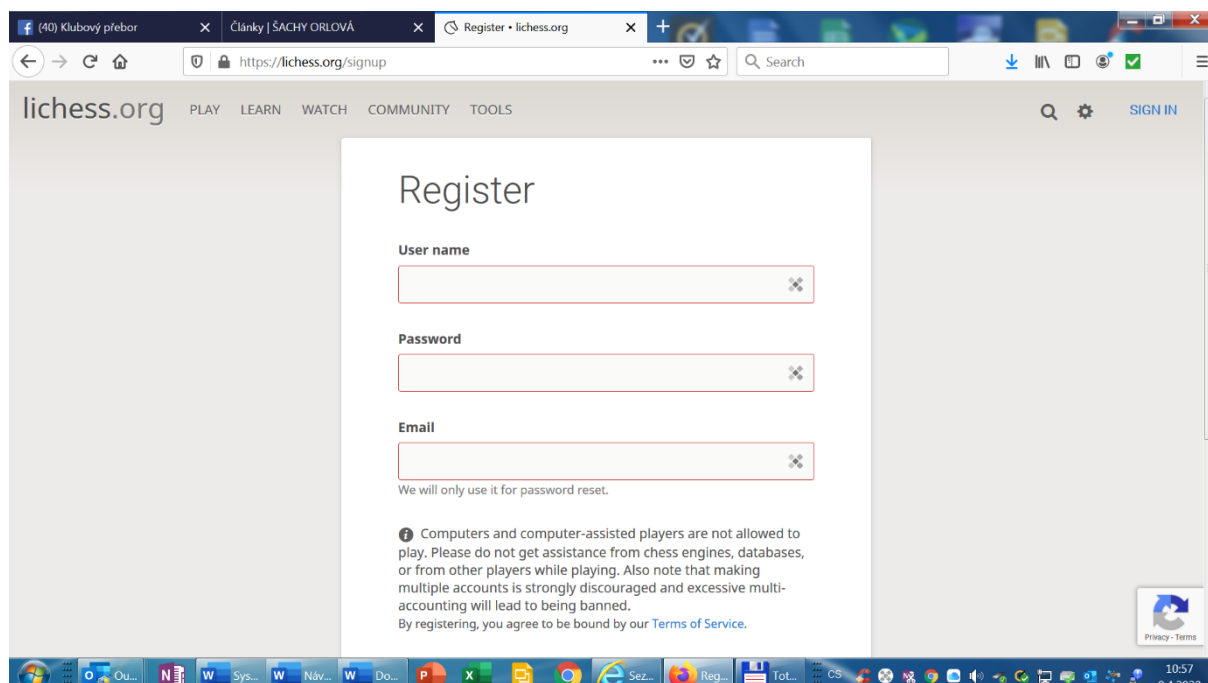 (40) Klubový přebor
Články | ŠACHY ORLOVÁ
Register • lichess.org
https://lichess.org/signup
Search
lichess.org PLAY LEARN WATCH COMMUNITY TOOLS SIGN IN
Register
User name
Password
Email
We will only use it for password reset.
Computers and computer-assisted players are not allowed to
play. Please do not get assistance from chess engines, databases,
or from other players while playing. Also note that making
multiple accounts is strongly discouraged and excessive multi-
accounting will lead to being banned.
By registering, you agree to be bound by our Terms of Service.
Privacy - Terms
Ou... Sys... Náv... Do... Sez... Reg... Tot... CS 10:57